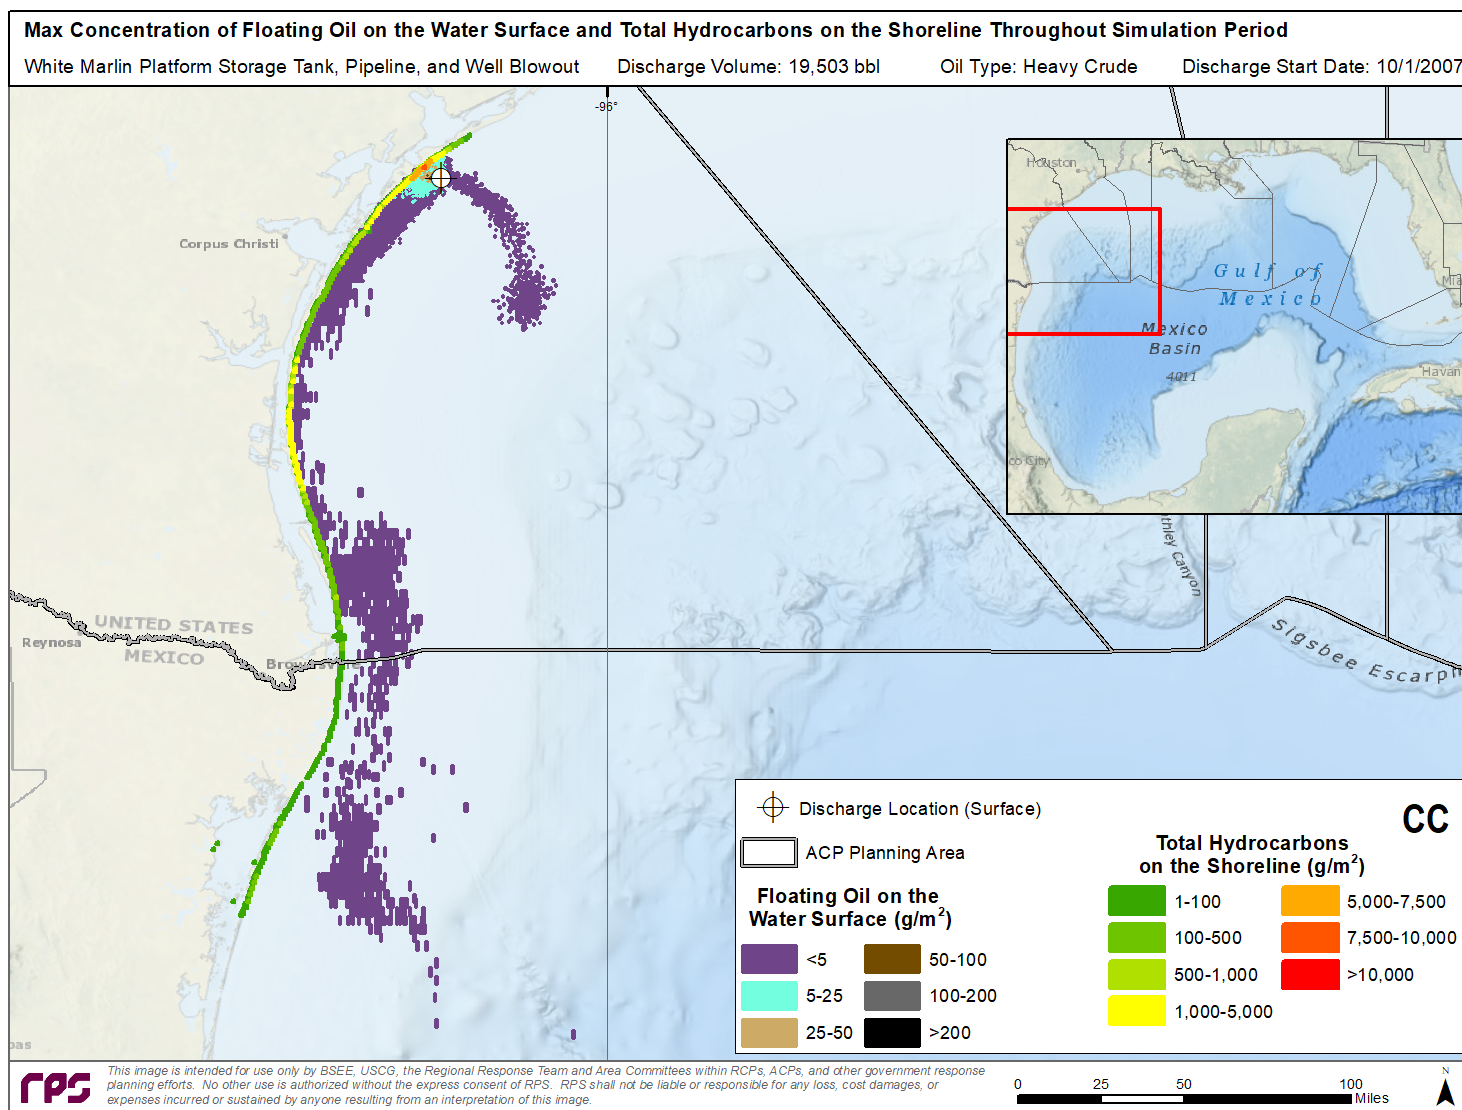 Max Concentration of Floating Oil on the Water Surface and Total Hydrocarbons on the Shoreline Throughout Simulation Period
White Marlin Platform Storage Tank, Pipeline, and Well Blowout Discharge Volume: 19,503 bbl Oil Type: Heavy Crude Discharge Start Date: 10/1/2007
-96°
Houston
Corpus Christi
Gulf of
Mexico
Mia
Mexico
Basin
4011
Havan
co City
thley Canyon
UNITED STATES
Reynosa
MEXICO
Brownsville
Sigsbee Escarpm
Discharge Location (Surface)
ACP Planning Area
CC
Floating Oil on the
Water Surface (g/m²)
<5
5-25
25-50
50-100
100-200
>200
Total Hydrocarbons
on the Shoreline (g/m²)
1-100
100-500
500-1,000
1,000-5,000
5,000-7,500
7,500-10,000
>10,000
pas
rps
This image is intended for use only by BSEE, USCG, the Regional Response Team and Area Committees within RCPs, ACPs, and other government response
planning efforts. No other use is authorized without the express consent of RPS. RPS shall not be liable or responsible for any loss, cost damages, or
expenses incurred or sustained by anyone resulting from an interpretation of this image.
0 25 50 100
Miles
N